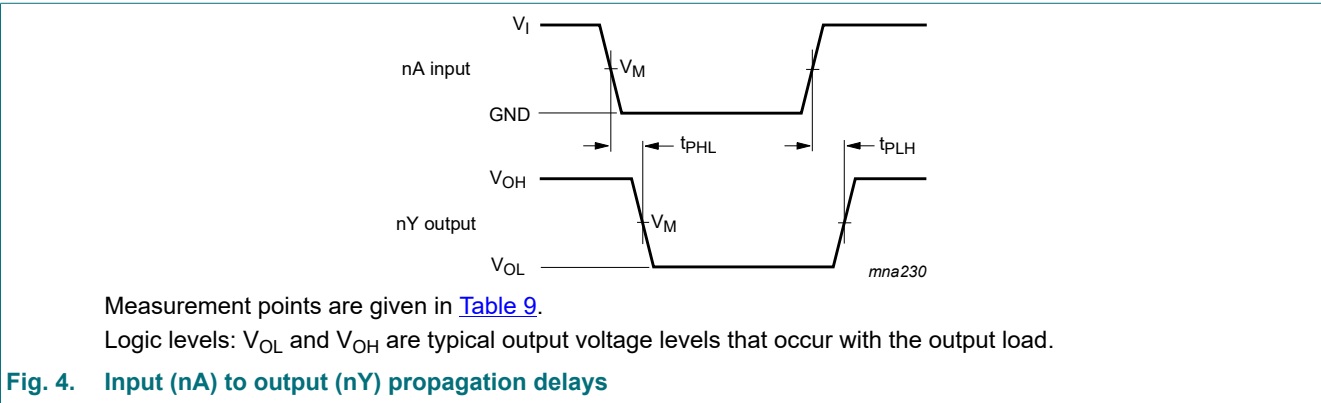 V_I
nA input
V_M
GND
t_PHL
t_PLH
V_OH
nY output
V_M
V_OL
mna230
Measurement points are given in Table 9.
Logic levels: V_OL and V_OH are typical output voltage levels that occur with the output load.
Fig. 4. Input (nA) to output (nY) propagation delays